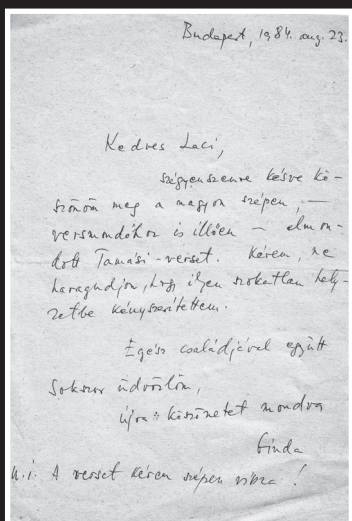 Budapest, 1984. aug. 23.
Kedves Laci,
szégyenszemre késve kö-
szönöm meg a nagyon szépen, —
versmondóhoz is illően — elmon-
dott Tamási-verset. Kérem, ne
haragudjon, hogy ilyen szokatlan hely-
zetbe kényszerítettem.
Egész családjával együtt
sokszor üdvözlöm,
újra köszönetet mondva
Ginda
U.i. A verset kérem szépen vissza!